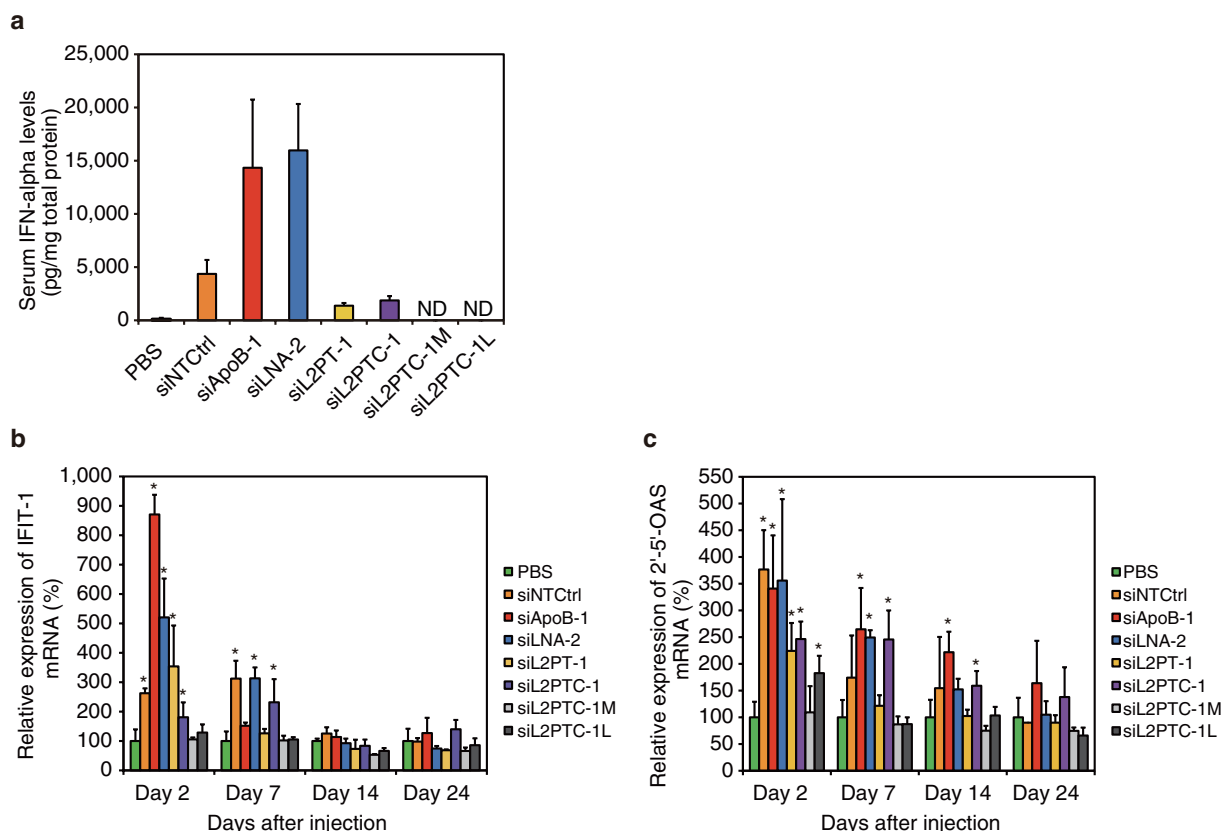 a
Serum IFN-alpha levels
(pg/mg total protein)
25,000
20,000
15,000
10,000
5,000
0
ND ND
PBS
siNTCtrl
siApoB-1
siLNA-2
siL2PT-1
siL2PTC-1
siL2PTC-1M
siL2PTC-1L
b
Relative expression of IFIT-1
mRNA (%)
1,000
900
800
700
600
500
400
300
200
100
0
* * * * *
* * *
Day 2 Day 7 Day 14 Day 24
Days after injection
PBS
siNTCtrl
siApoB-1
siLNA-2
siL2PT-1
siL2PTC-1
siL2PTC-1M
siL2PTC-1L
c
Relative expression of 2'-5'-OAS
mRNA (%)
550
500
450
400
350
300
250
200
150
100
50
0
* * * * * *
* * *
* *
Day 2 Day 7 Day 14 Day 24
Days after injection
PBS
siNTCtrl
siApoB-1
siLNA-2
siL2PT-1
siL2PTC-1
siL2PTC-1M
siL2PTC-1L